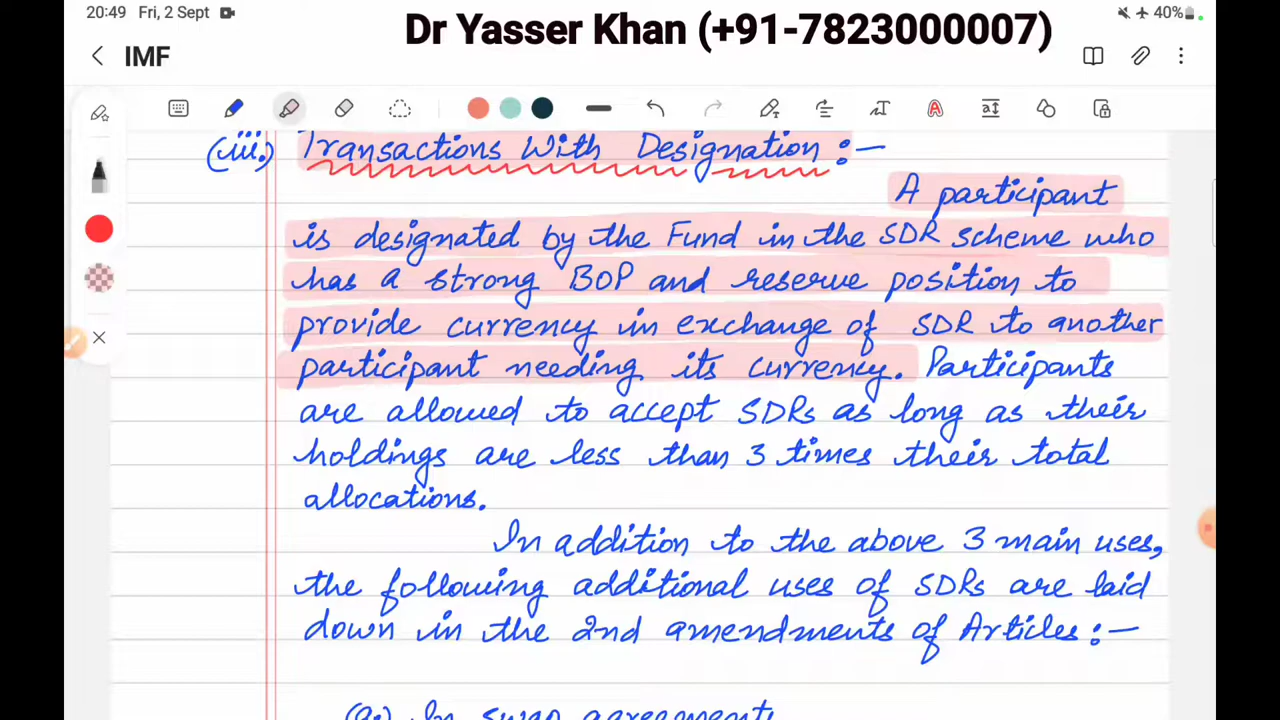 20:49 Fri, 2 Sept
Dr Yasser Khan (+91-7823000007)
40%
IMF
(iii.) Transactions With Designation :-
A participant
is designated by the Fund in the SDR scheme who
has a strong BOP and reserve position to
provide currency in exchange of SDR to another
participant needing its currency. Participants
are allowed to accept SDRs as long as their
holdings are less than 3 times their total
allocations.
In addition to the above 3 main uses,
the following additional uses of SDRs are laid
down in the 2nd amendments of Articles :-
(a.) In swap agreements